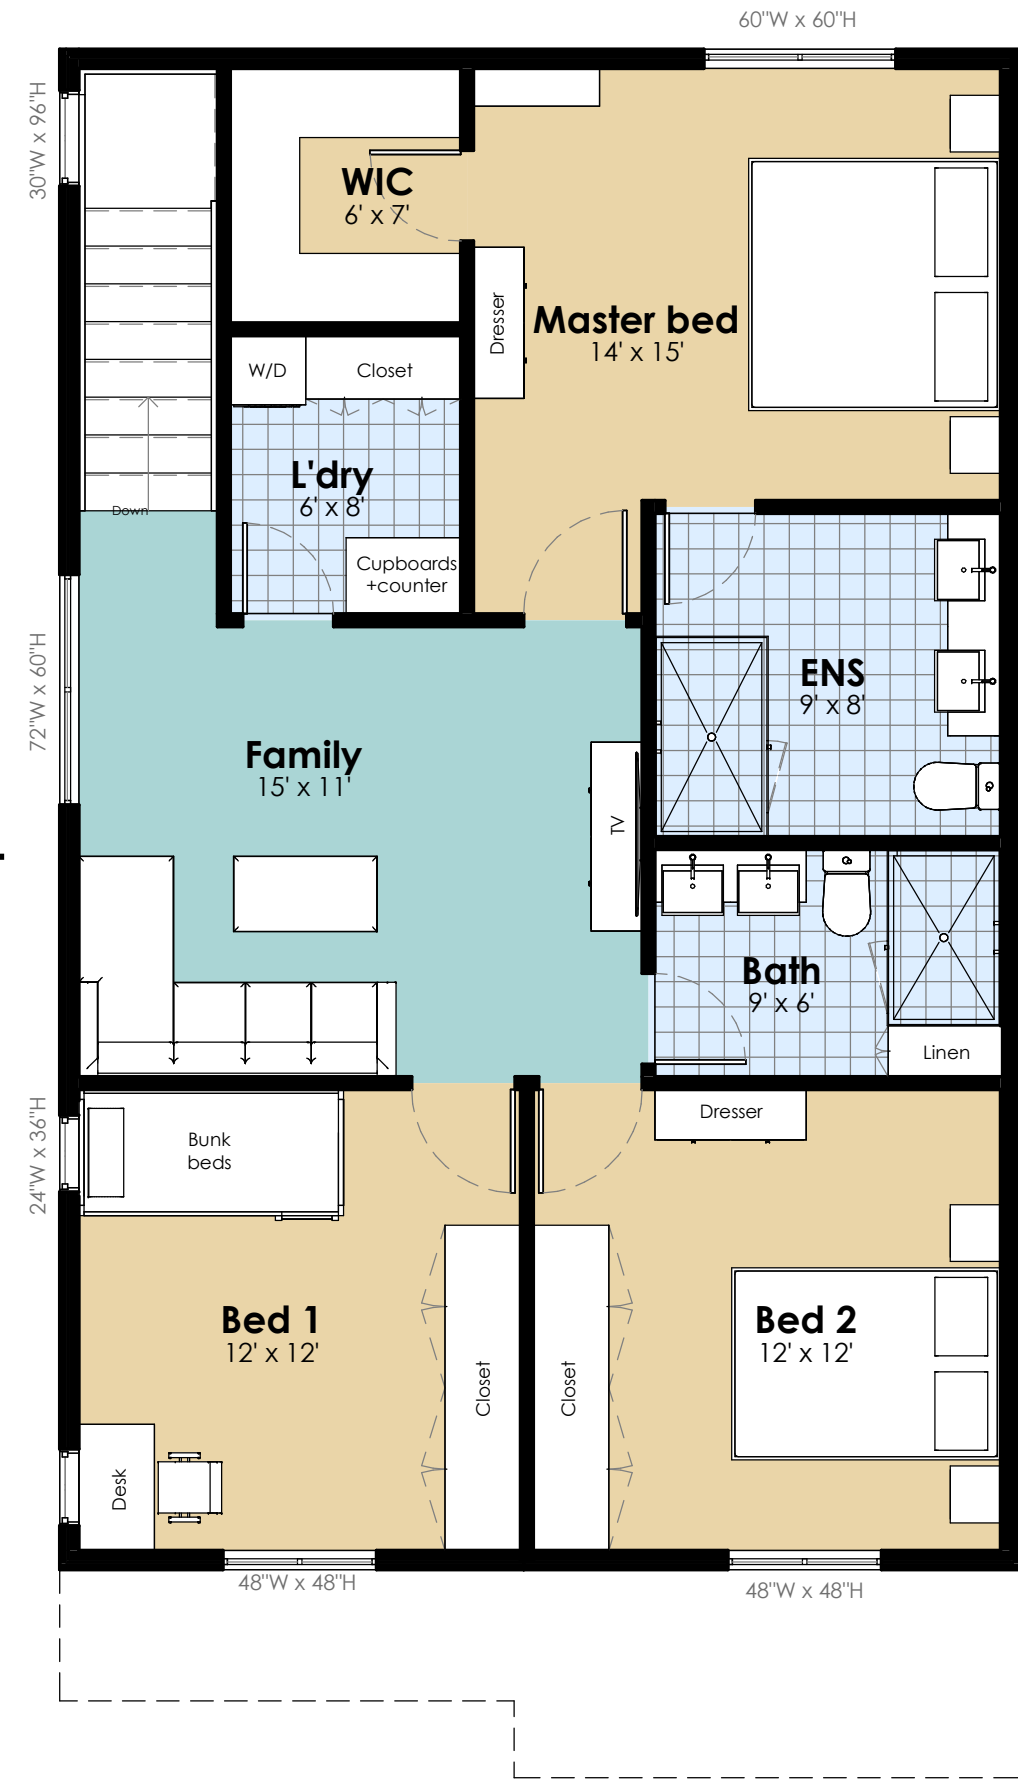 60"W x 60"H
30"W x 96"H
WIC
6' x 7'
Dresser
Master bed
14' x 15'
W/D
Closet
L'dry
6' x 8'
Down
Cupboards
+counter
72"W x 60"H
ENS
9' x 8'
Family
15' x 11'
TV
Bath
9' x 6'
Linen
24"W x 36"H
Bunk
beds
Dresser
Bed 1
12' x 12'
Bed 2
12' x 12'
Closet
Closet
Desk
48"W x 48"H
48"W x 48"H